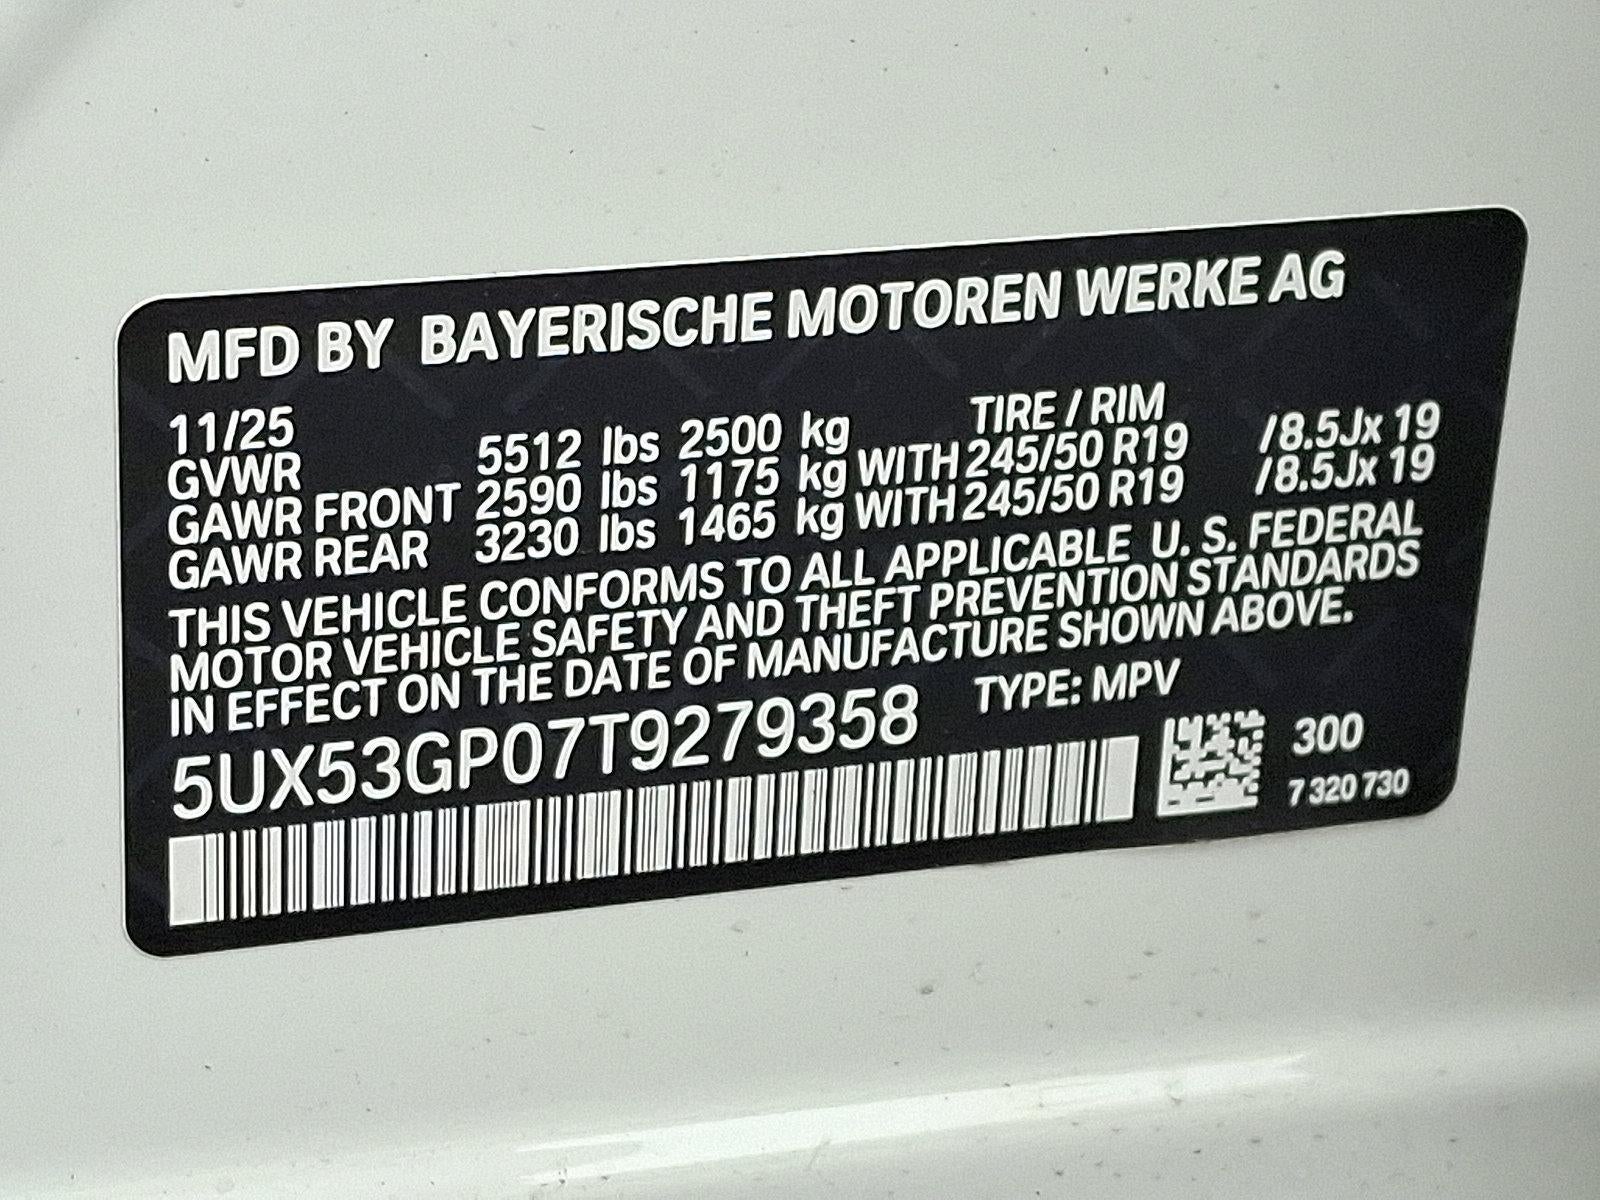 MFD BY BAYERISCHE MOTOREN WERKE AG
11/25 TIRE / RIM
GVWR 5512 lbs 2500 kg
GAWR FRONT 2590 lbs 1175 kg WITH 245/50 R19 /8.5Jx 19
GAWR REAR 3230 lbs 1465 kg WITH 245/50 R19 /8.5Jx 19
THIS VEHICLE CONFORMS TO ALL APPLICABLE U. S. FEDERAL
MOTOR VEHICLE SAFETY AND THEFT PREVENTION STANDARDS
IN EFFECT ON THE DATE OF MANUFACTURE SHOWN ABOVE.
5UX53GP07T9279358 TYPE: MPV
300
7 320 730